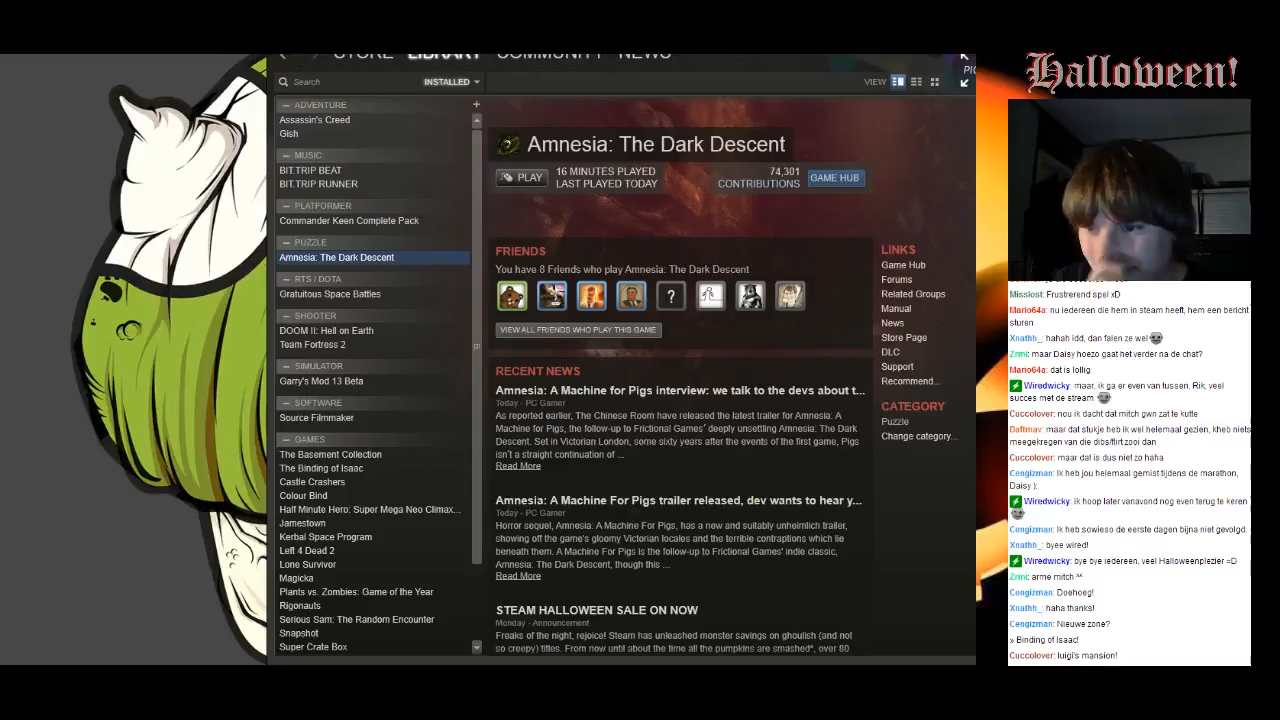 STORE LIBRARY COMMUNITY NEWS
Search INSTALLED VIEW
ADVENTURE
Assassin's Creed
Gish
MUSIC
BIT.TRIP BEAT
BIT.TRIP RUNNER
PLATFORMER
Commander Keen Complete Pack
PUZZLE
Amnesia: The Dark Descent
RTS / DOTA
Gratuitous Space Battles
SHOOTER
DOOM II: Hell on Earth
Team Fortress 2
SIMULATOR
Garry's Mod 13 Beta
SOFTWARE
Source Filmmaker
GAMES
The Basement Collection
The Binding of Isaac
Castle Crashers
Colour Bind
Half Minute Hero: Super Mega Neo Climax...
Jamestown
Kerbal Space Program
Left 4 Dead 2
Lone Survivor
Magicka
Plants vs. Zombies: Game of the Year
Rigonauts
Serious Sam: The Random Encounter
Snapshot
Super Crate Box
Amnesia: The Dark Descent
PLAY
16 MINUTES PLAYED
LAST PLAYED TODAY
74,301
CONTRIBUTIONS
GAME HUB
FRIENDS
You have 8 Friends who play Amnesia: The Dark Descent
VIEW ALL FRIENDS WHO PLAY THIS GAME
RECENT NEWS
Amnesia: A Machine for Pigs interview: we talk to the devs about t...
Today - PC Gamer
As reported earlier, The Chinese Room have released the latest trailer for Amnesia: A
Machine for Pigs, the follow-up to Frictional Games' deeply unsettling Amnesia: The Dark
Descent. Set in Victorian London, some sixty years after the events of the first game, Pigs
isn't a straight continuation of ...
Read More
Amnesia: A Machine For Pigs trailer released, dev wants to hear y...
Today - PC Gamer
Horror sequel, Amnesia: A Machine For Pigs, has a new and suitably unheimlich trailer,
showing off the game's gloomy Victorian locales and the terrible contraptions which lie
beneath them. A Machine For Pigs is the follow-up to Frictional Games' indie classic,
Amnesia: The Dark Descent, though this ...
Read More
STEAM HALLOWEEN SALE ON NOW
Monday - Announcement
Freaks of the night, rejoice! Steam has unleashed monster savings on ghoulish (and not
so creepy) titles. From now until about the time all the pumpkins are smashed*, over 80
LINKS
Game Hub
Forums
Related Groups
Manual
News
Store Page
DLC
Support
Recommend...
CATEGORY
Puzzle
Change category...
Halloween!
Misslost: Frustrerend spel xD
Mario64a: nu iedereen die hem in steam heeft, hem een bericht
sturen
Xnathh_: hahah idd, dan falen ze wel
Zrmi: maar Daisy hoezo gaat het verder na de chat?
Mario64a: dat is lollig
Wiredwicky: maar, ik ga er even van tussen. Rik, veel
succes met de stream
Cuccolover: nou ik dacht dat mitch gwn zat te kutte
Daftmav: maar dat stukje heb ik wel helemaal gezien, kheb niets
meegekregen van die dibs/flirt zooi dan
Cuccolover: maar dat is dus niet zo haha
Cengizman: Ik heb jou helemaal gemist tijdens de marathon,
Daisy ):
Wiredwicky: ik hoop later vanavond nog even terug te keren
Cengizman: Ik heb sowieso de eerste dagen bijna niet gevolgd.
Xnathh_: byee wired!
Wiredwicky: bye bye iedereen, veel Halloweenplezier =D
Zrmi: arme mitch ^^
Cengizman: Doehoeg!
Xnathh_: haha thanks!
Cengizman: Nieuwe zone?
» Binding of Isaac!
Cuccolover: luigi's mansion!